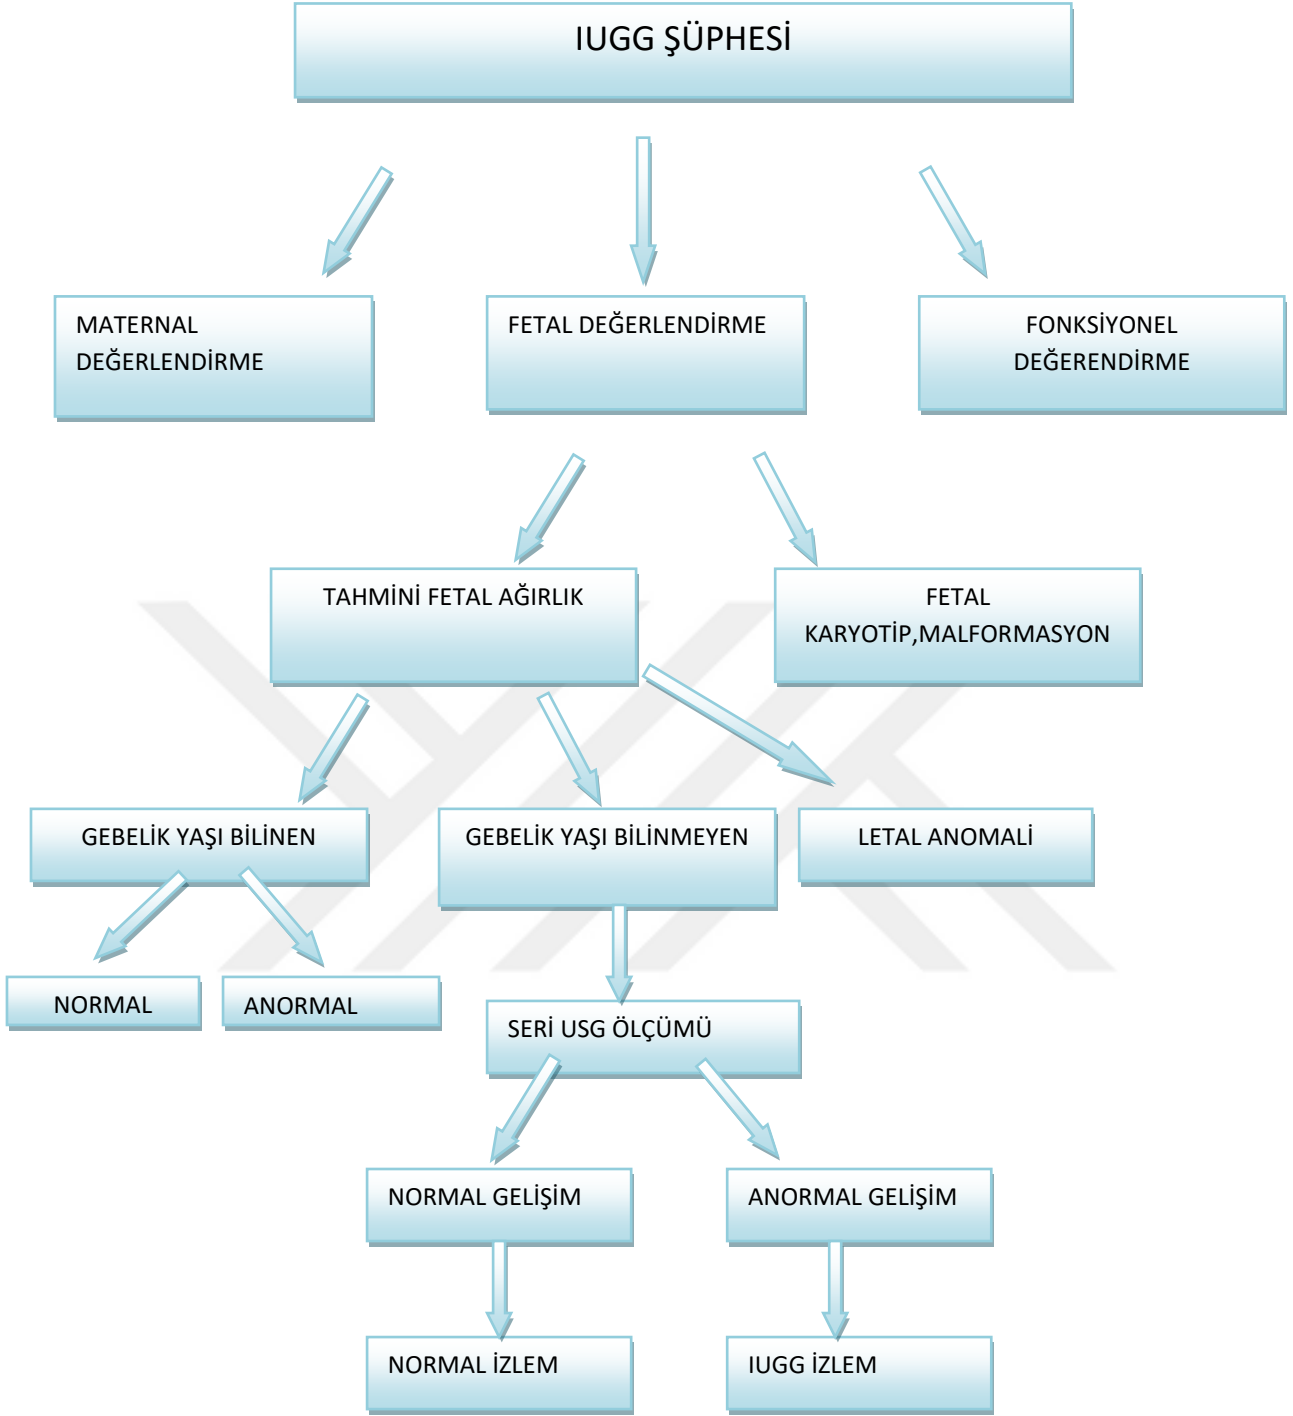 IUGG ŞÜPHESİ
MATERNAL
DEĞERLENDİRME
FETAL DEĞERLENDİRME
FONKSİYONEL
DEĞERENDİRME
TAHMİNİ FETAL AĞIRLIK
FETAL
KARYOTİP,MALFORMASYON
GEBELİK YAŞI BİLİNEN
GEBELİK YAŞI BİLİNMEYEN
LETAL ANOMALİ
NORMAL
ANORMAL
SERİ USG ÖLÇÜMÜ
NORMAL GELİŞİM
ANORMAL GELİŞİM
NORMAL İZLEM
IUGG İZLEM